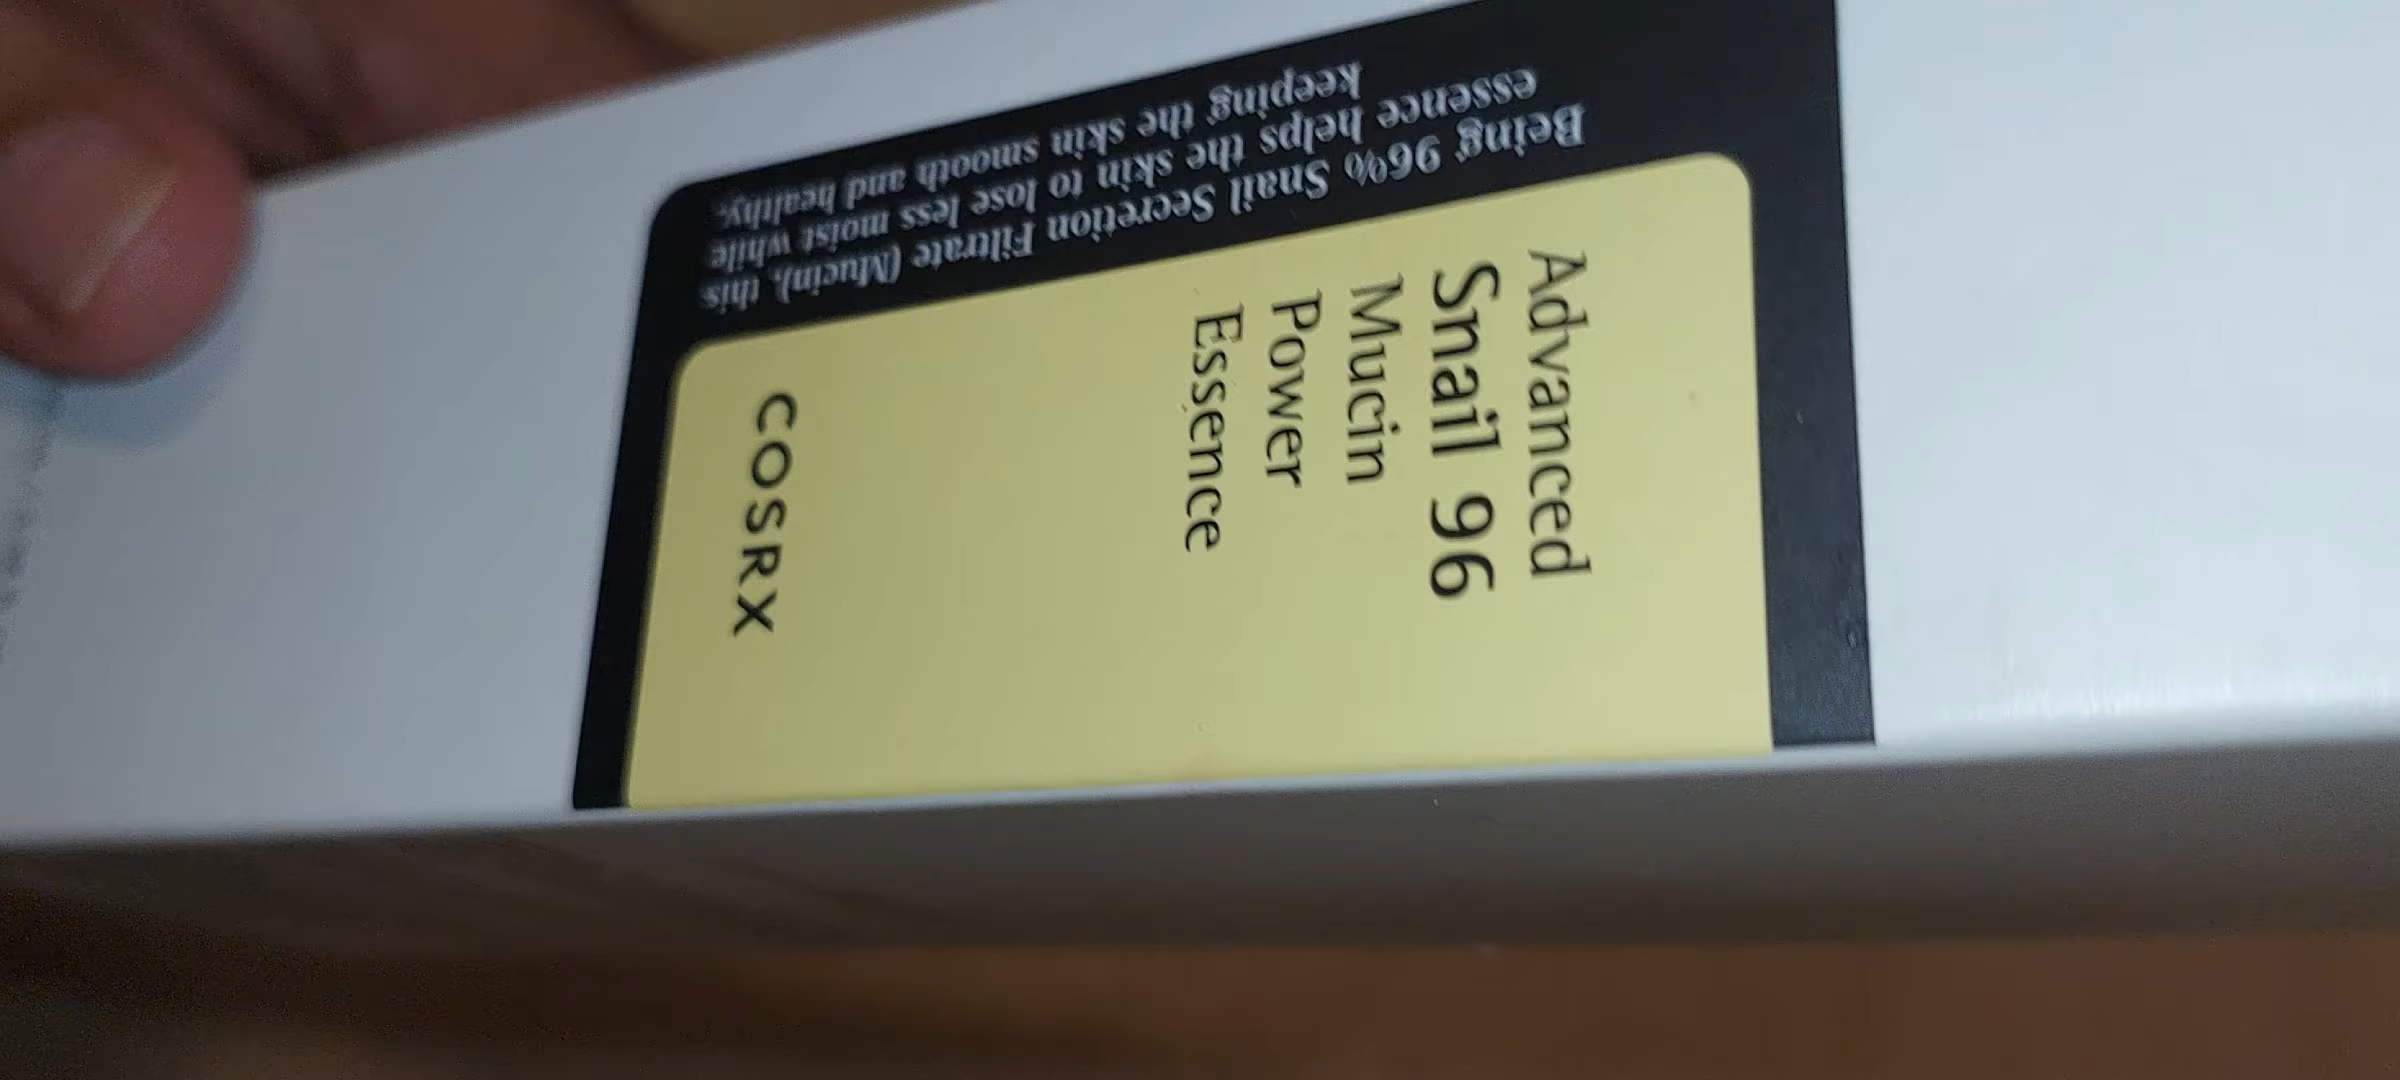 Advanced
Snail 96
Mucin
Power
Essence
COSRX
Being 96% Snail Secretion Filtrate (Mucin), this
essence helps the skin to lose less moist while
keeping the skin smooth and healthy.